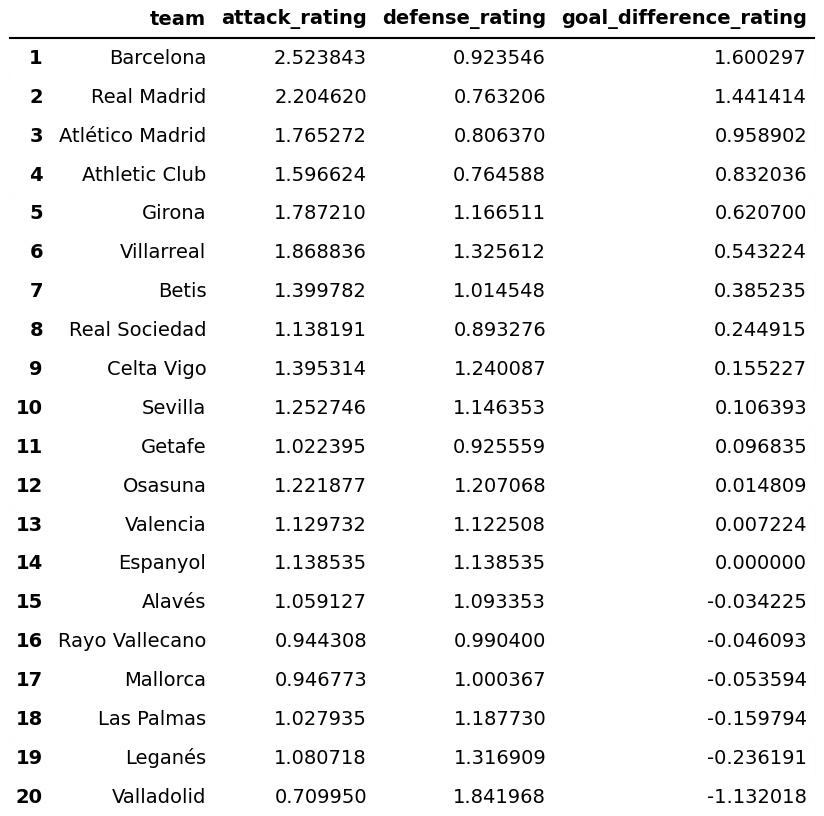 team attack_rating defense_rating goal_difference_rating
1 Barcelona 2.523843 0.923546 1.600297
2 Real Madrid 2.204620 0.763206 1.441414
3 Atlético Madrid 1.765272 0.806370 0.958902
4 Athletic Club 1.596624 0.764588 0.832036
5 Girona 1.787210 1.166511 0.620700
6 Villarreal 1.868836 1.325612 0.543224
7 Betis 1.399782 1.014548 0.385235
8 Real Sociedad 1.138191 0.893276 0.244915
9 Celta Vigo 1.395314 1.240087 0.155227
10 Sevilla 1.252746 1.146353 0.106393
11 Getafe 1.022395 0.925559 0.096835
12 Osasuna 1.221877 1.207068 0.014809
13 Valencia 1.129732 1.122508 0.007224
14 Espanyol 1.138535 1.138535 0.000000
15 Alavés 1.059127 1.093353 -0.034225
16 Rayo Vallecano 0.944308 0.990400 -0.046093
17 Mallorca 0.946773 1.000367 -0.053594
18 Las Palmas 1.027935 1.187730 -0.159794
19 Leganés 1.080718 1.316909 -0.236191
20 Valladolid 0.709950 1.841968 -1.132018